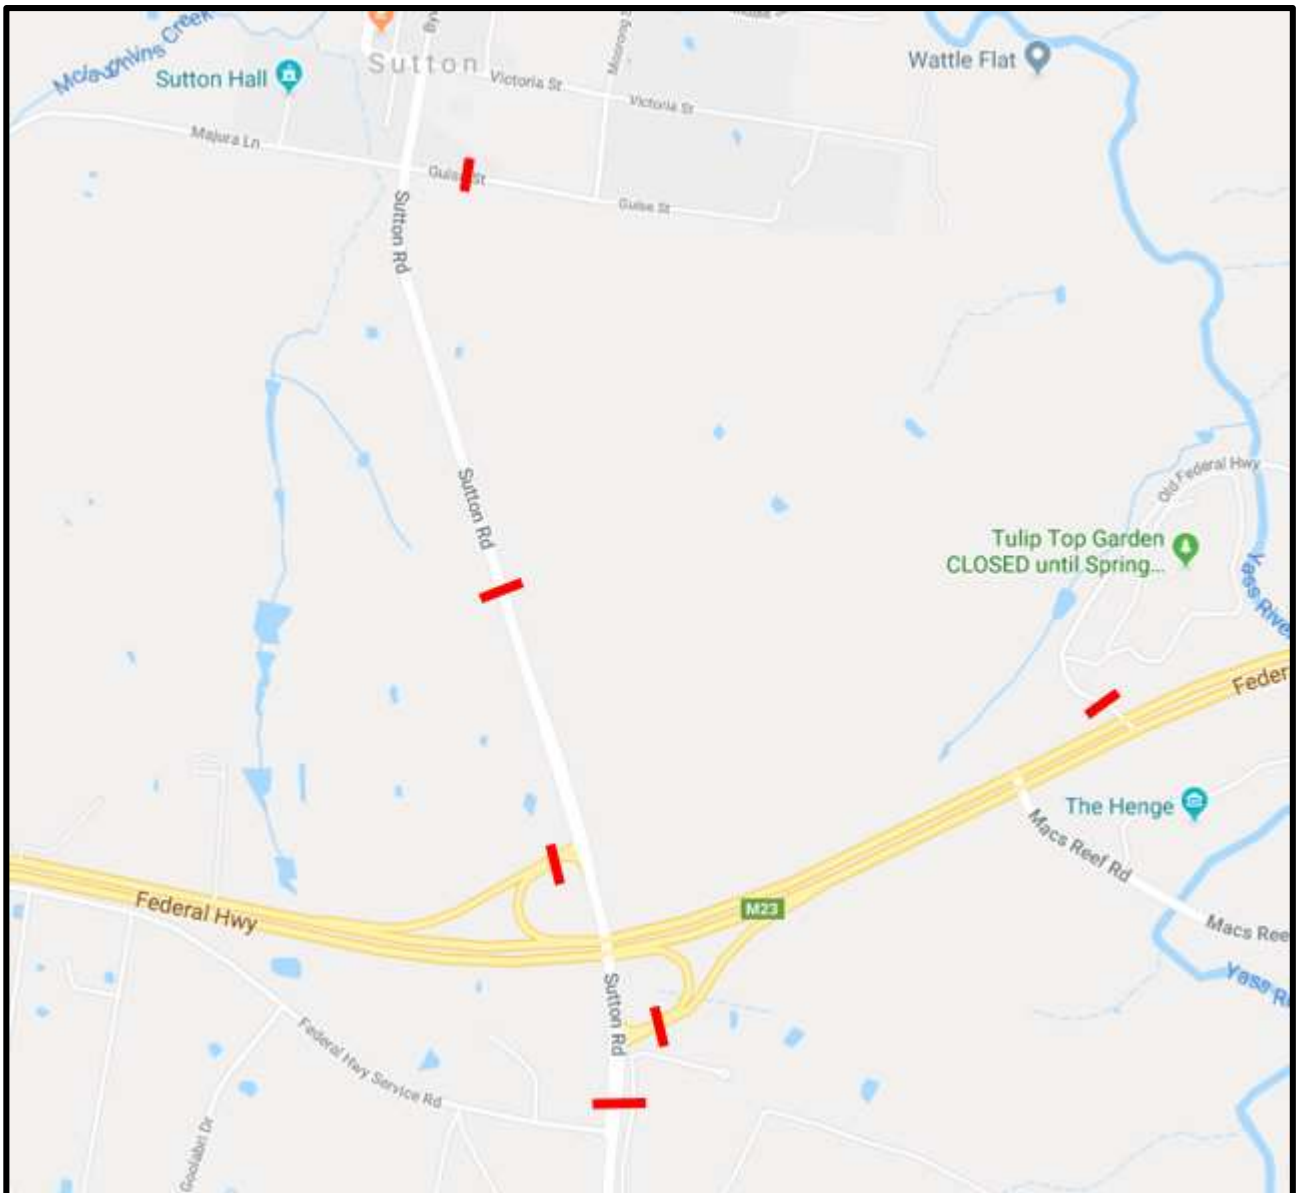 McLaughlins Creek
Sutton Hall
Sutton
Victoria St
Victoria St
Wattle Flat
Majura Ln
Guise St
Guise St
Sutton Rd
Sutton Rd
Old Federal Hwy
Tulip Top Garden
CLOSED until Spring...
Yass River
Feder
The Henge
Macs Reef Rd
Macs Ree
Federal Hwy
M23
Yass R
Sutton Rd
Federal Hwy Service Rd
Goolabri Dr